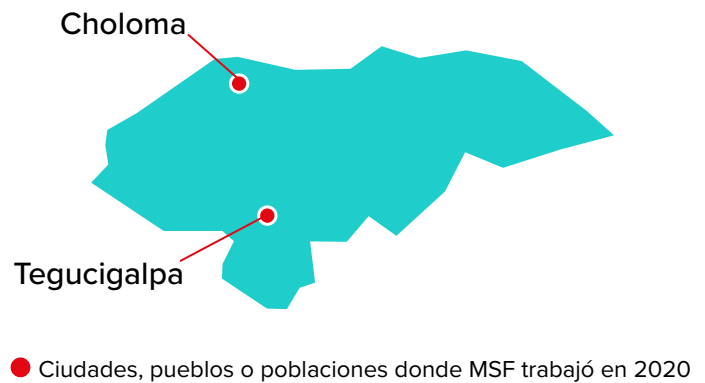 Choloma
Tegucigalpa
Ciudades, pueblos o poblaciones donde MSF trabajó en 2020